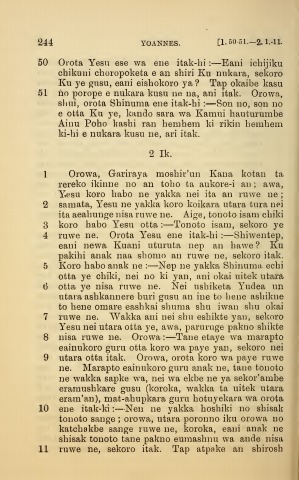 244 YOANNES. [1. 50-51.—2. 1.-11.
50 Orota Yesu ese wa ene itak-hi :—Eani ichijiku
chikuni choropoketa e an shiri Ku nukara, sekoro
Ku ye gusu, eani eishokoro ya? Tap okaibe kasu
51 no porope e nukara kusu ne na, ani itak. Orowa,
shui, orota Shinuma ene itak-hi :—Son no, son no
e otta Ku ye, kando sara wa Kamui hauturumbe
Ainu Poho kashi ran hembem ki rikin hembem
ki-hi e nukara kusu ne, ari itak.
2 Ik.
1 Orowa, Gariraya moshir'un Kana kotan ta
rereko ikinne no an toho ta aukore-i an; awa,
Yesu koro habo ne yakka nei ita an ruwe ne;
2 samata, Yesu ne yakka koro koikara utara tura nei
ita aeahunge nisa ruwe ne. Aige, tonoto isam chiki
3 koro habo Yesu otta :—Tonoto isam, sekoro ye
4 ruwe ne. Orota Yesu ene itak-hi :—Shiwentep,
eani newa Kuani uturuta nep an hawe? Ku
pakihi anak naa shomo an ruwe ne, sekoro itak.
5 Koro habo anak ne :—Nep ne yakka Shinuma echi
otta ye chiki, nei no ki yan, ani okai nitek utara
6 otta ye nisa ruwe ne. Nei ushiketa Yudea un
utara ashkannere buri gusu an ine to hene ashikne
to hene omare eashkai shuma shu iwan shu okai
7 ruwe ne. Wakka ani nei shu eshikte yan, sekoro
Yesu nei utara otta ye, awa, paruruge pakno shikte
8 nisa ruwe ne. Orowa :—Tane etaye wa marapto
eainukoro guru otta koro wa paye yan, sekoro nei
9 utara otta itak. Orowa, orota koro wa paye ruwe
ne. Marapto eainukoro guru anak ne, tane tonoto
ne wakka sapke wa, nei wa ekbe ne ya sekor'ambe
eramushkare gusu (koroka, wakka ta nitek utara
eram'an), mat-ahupkara guru hotuyekara wa orota
10 ene itak-ki :—Nen ne yakka hoshiki no shisak
tonoto sange; orowa, utara poronno iku orowa no
katchakbe sange ruwe ne, koroka, eani anak ne
shisak tonoto tane pakno eumashnu wa ande nisa
11 ruwe ne, sekoro itak. Tap atpake an shirosh